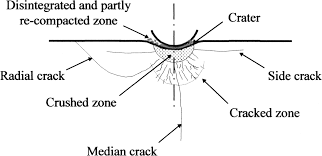 Disintegrated and partly
re-compacted zone
Crater
Radial crack
Side crack
Crushed zone
Cracked zone
Median crack